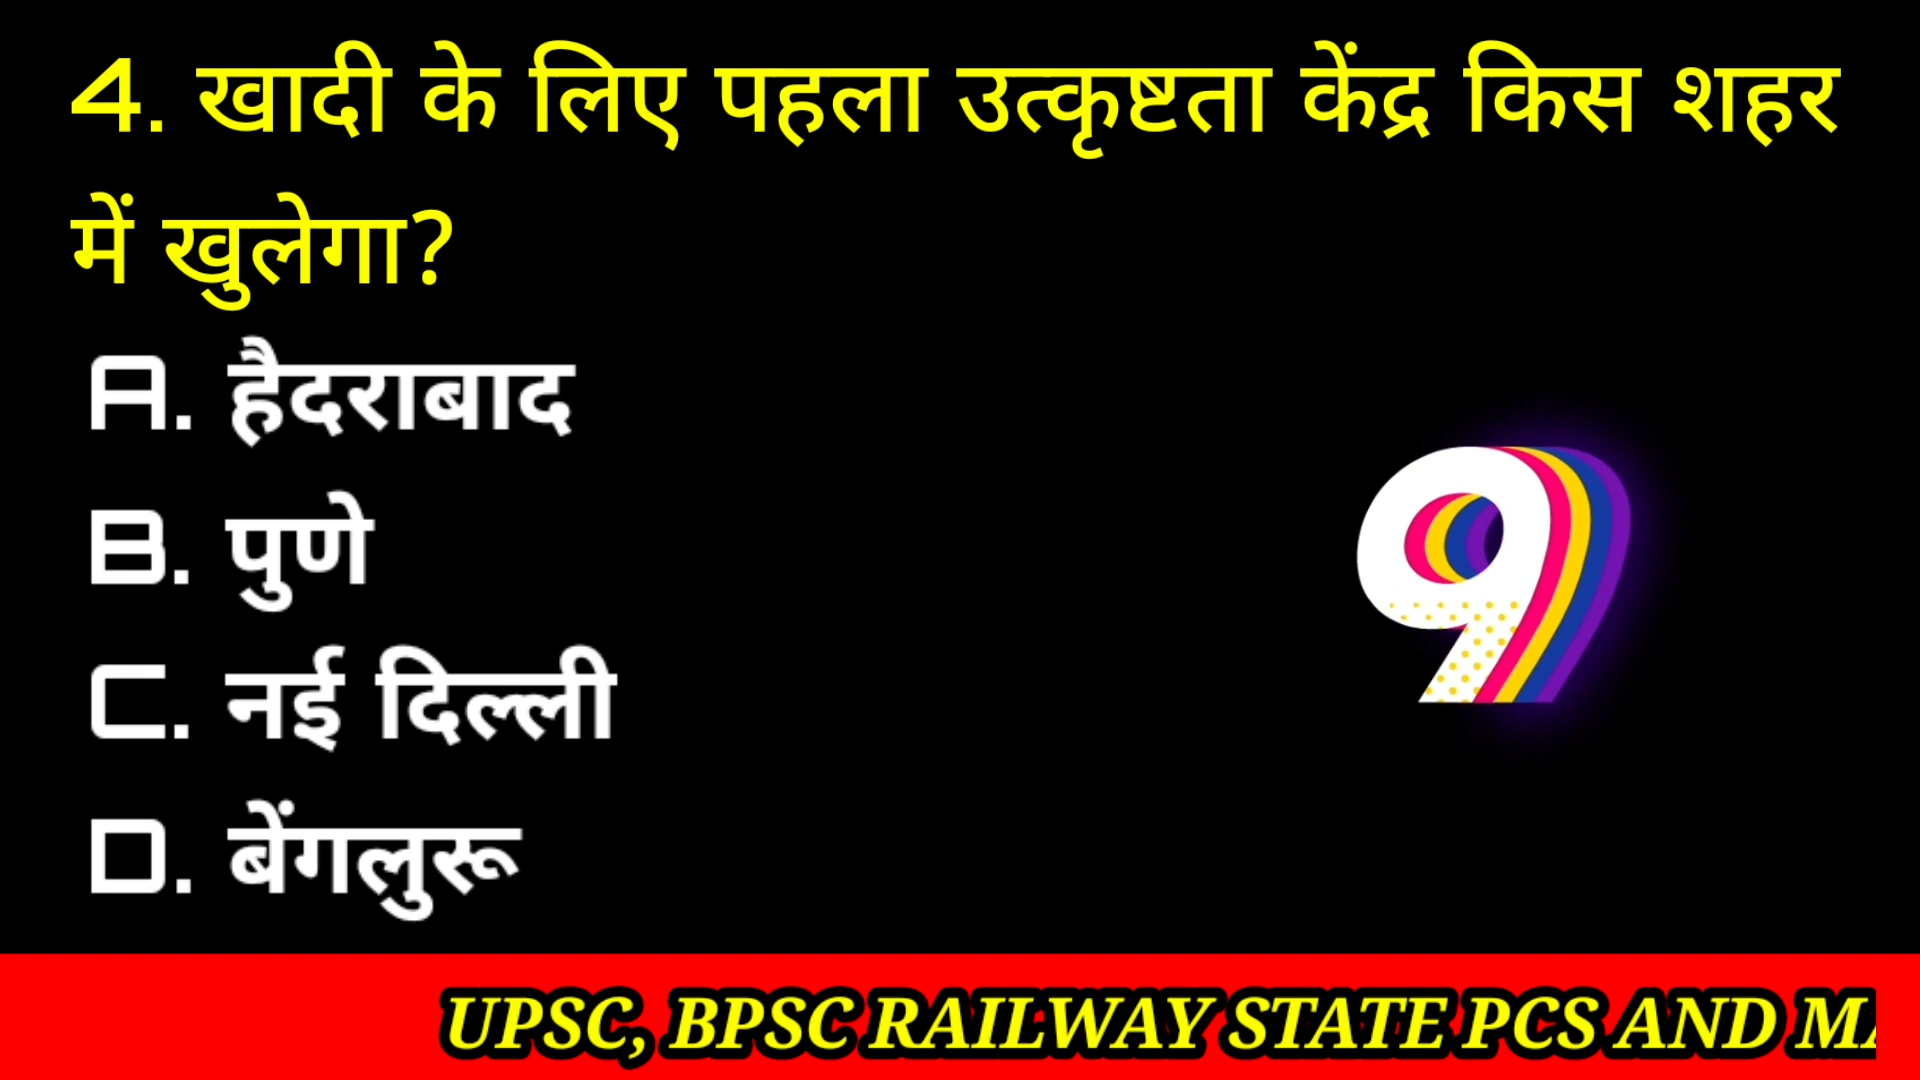 4. खादी के लिए पहला उत्कृष्टता केंद्र किस शहर
में खुलेगा?
A. हैदराबाद
B. पुणे
C. नई दिल्ली
D. बेंगलुरू
9
UPSC, BPSC RAILWAY STATE PCS AND